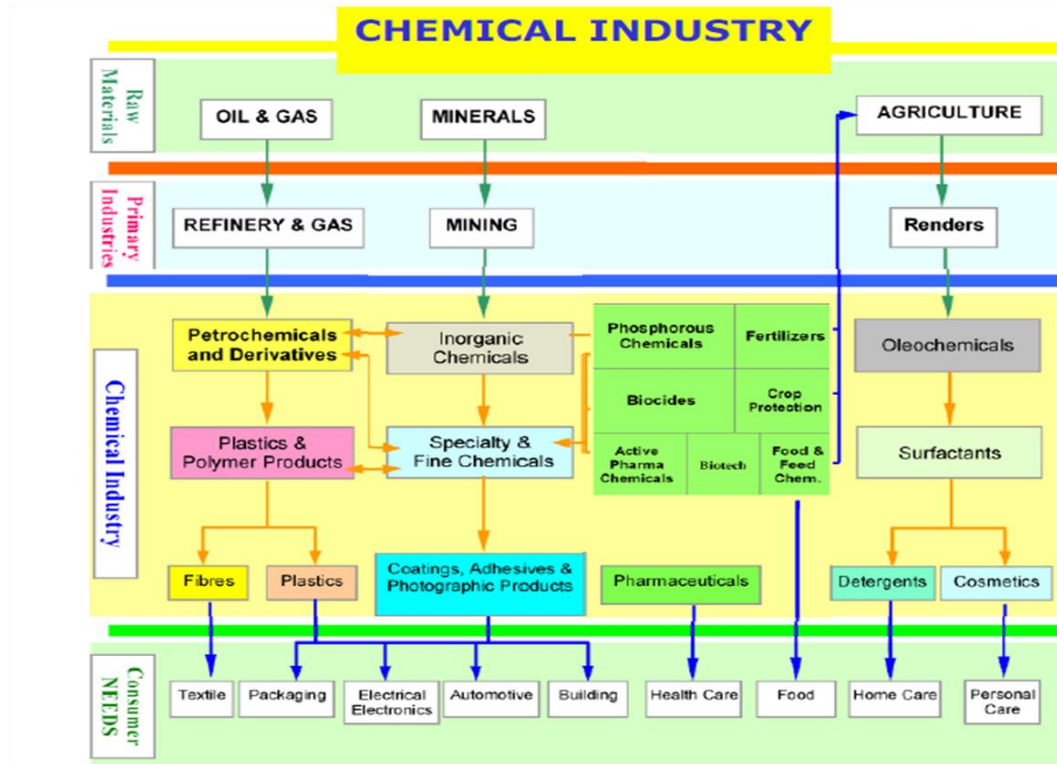 CHEMICAL INDUSTRY
Raw
Materials
OIL & GAS
MINERALS
AGRICULTURE
Primary
Industries
REFINERY & GAS
MINING
Renders
Chemical Industry
Petrochemicals
and Derivatives
Inorganic
Chemicals
Phosphorous
Chemicals
Fertilizers
Oleochemicals
Biocides
Crop
Protection
Plastics &
Polymer Products
Specialty &
Fine Chemicals
Active
Pharma
Chemicals
Biotech
Food &
Feed
Chem.
Surfactants
Fibres
Plastics
Coatings, Adhesives &
Photographic Products
Pharmaceuticals
Detergents
Cosmetics
Consumer
NEEDS
Textile
Packaging
Electrical
Electronics
Automotive
Building
Health Care
Food
Home Care
Personal
Care